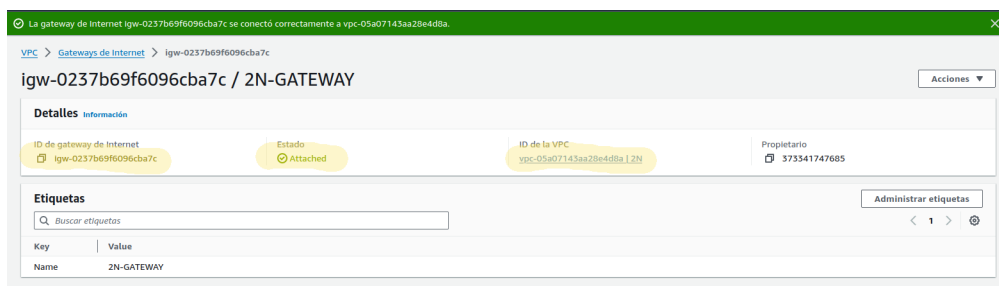 La gateway de Internet igw-0237b69f6096cba7c se conectó correctamente a vpc-05a07143aa28e4d8a.
VPC > Gateways de Internet > igw-0237b69f6096cba7c
igw-0237b69f6096cba7c / 2N-GATEWAY
Acciones
Detalles Información
ID de gateway de Internet
igw-0237b69f6096cba7c
Estado
Attached
ID de la VPC
vpc-05a07143aa28e4d8a | 2N
Propietario
373341747685
Etiquetas
Administrar etiquetas
Buscar etiquetas
1
Key Value
Name 2N-GATEWAY